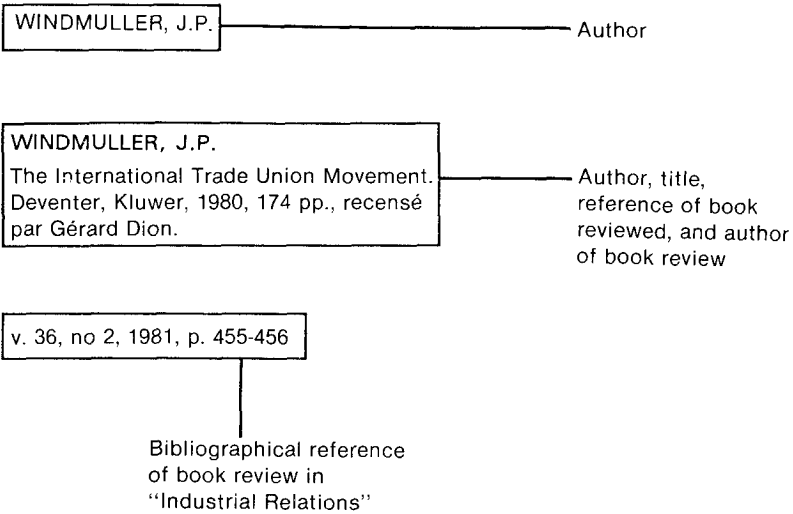 WINDMULLER, J.P.
Author
WINDMULLER, J.P.
The International Trade Union Movement.
Deventer, Kluwer, 1980, 174 pp., recensé
par Gérard Dion.
Author, title,
reference of book
reviewed, and author
of book review
v. 36, no 2, 1981, p. 455-456
Bibliographical reference
of book review in
"Industrial Relations"